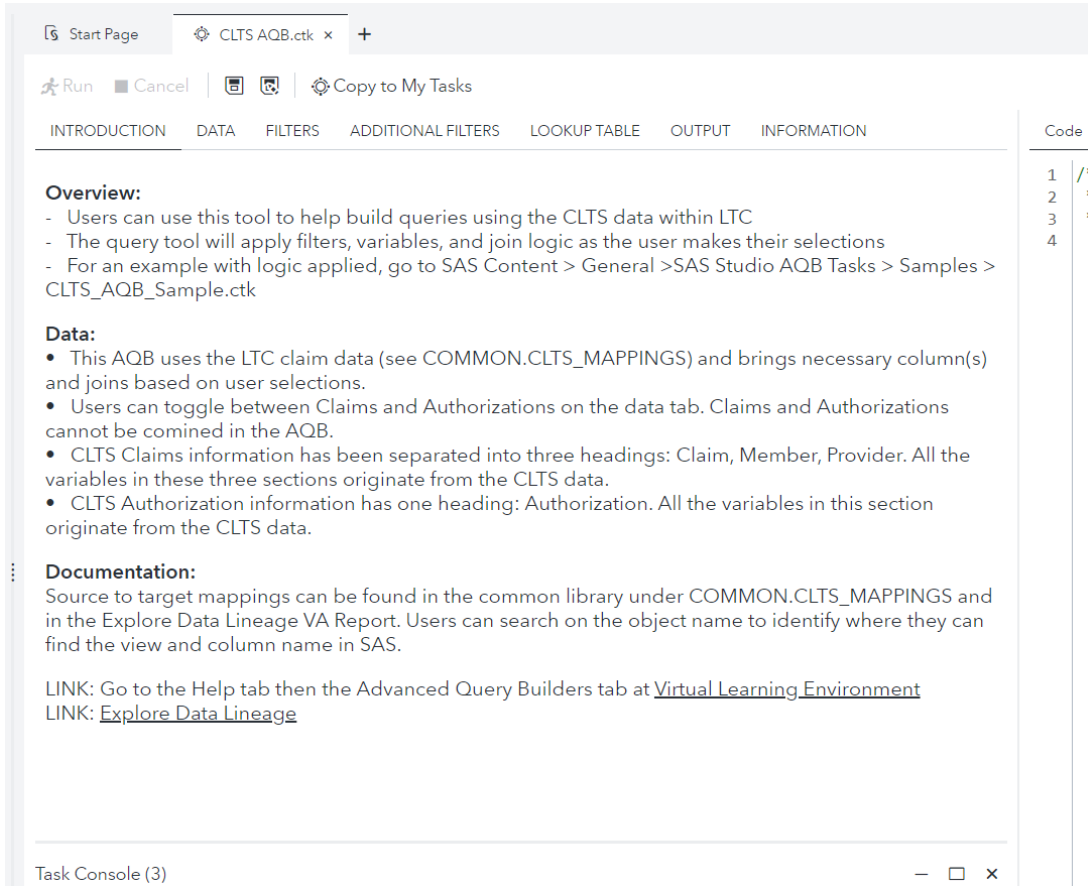 Start Page
CLTS AQB.ctk × +
Run Cancel Copy to My Tasks
INTRODUCTION DATA FILTERS ADDITIONAL FILTERS LOOKUP TABLE OUTPUT INFORMATION
Overview:
- Users can use this tool to help build queries using the CLTS data within LTC
- The query tool will apply filters, variables, and join logic as the user makes their selections
- For an example with logic applied, go to SAS Content > General >SAS Studio AQB Tasks > Samples >
CLTS_AQB_Sample.ctk
Data:
• This AQB uses the LTC claim data (see COMMON.CLTS_MAPPINGS) and brings necessary column(s)
and joins based on user selections.
• Users can toggle between Claims and Authorizations on the data tab. Claims and Authorizations
cannot be comined in the AQB.
• CLTS Claims information has been separated into three headings: Claim, Member, Provider. All the
variables in these three sections originate from the CLTS data.
• CLTS Authorization information has one heading: Authorization. All the variables in this section
originate from the CLTS data.
Documentation:
Source to target mappings can be found in the common library under COMMON.CLTS_MAPPINGS and
in the Explore Data Lineage VA Report. Users can search on the object name to identify where they can
find the view and column name in SAS.
LINK: Go to the Help tab then the Advanced Query Builders tab at Virtual Learning Environment
LINK: Explore Data Lineage
Task Console (3)
Code
1 /*
2 *
3 *
4